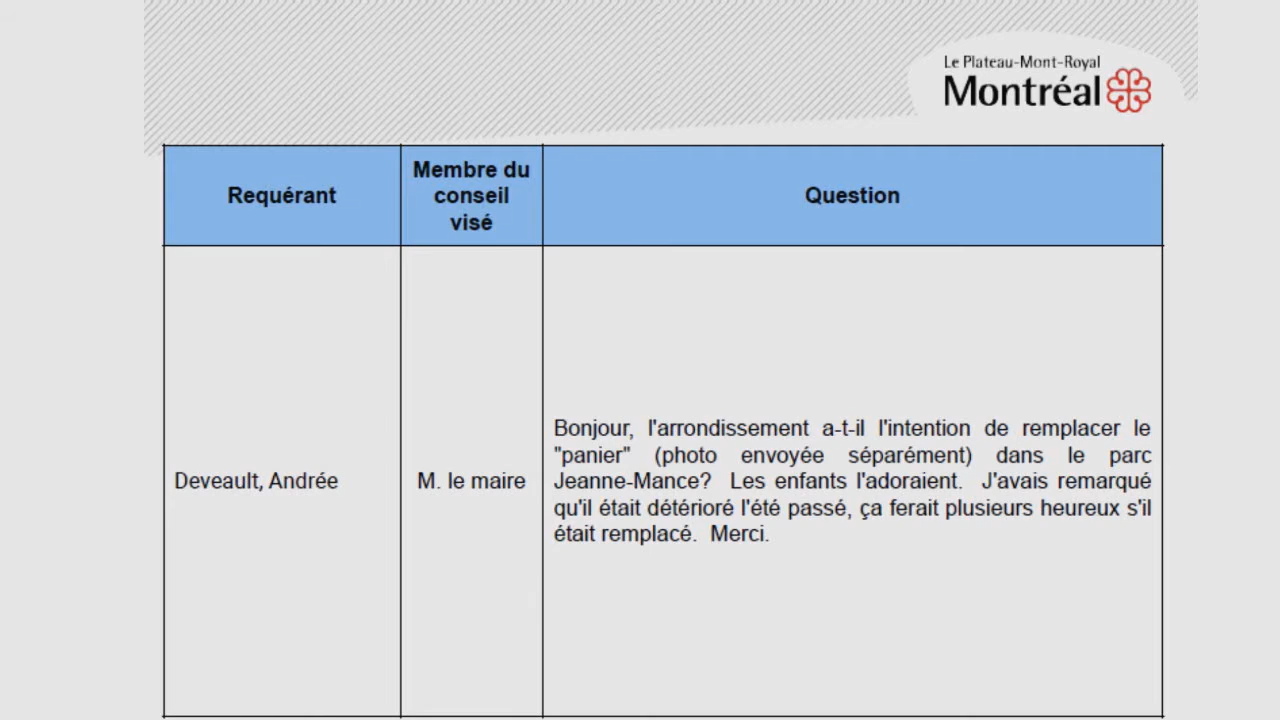 Le Plateau-Mont-Royal
Montréal
Requérant
Membre du
conseil
visé
Question
Deveault, Andrée
M. le maire
Bonjour, l'arrondissement a-t-il l'intention de remplacer le
"panier" (photo envoyée séparément) dans le parc
Jeanne-Mance? Les enfants l'adoraient. J'avais remarqué
qu'il était détérioré l'été passé, ça ferait plusieurs heureux s'il
était remplacé. Merci.